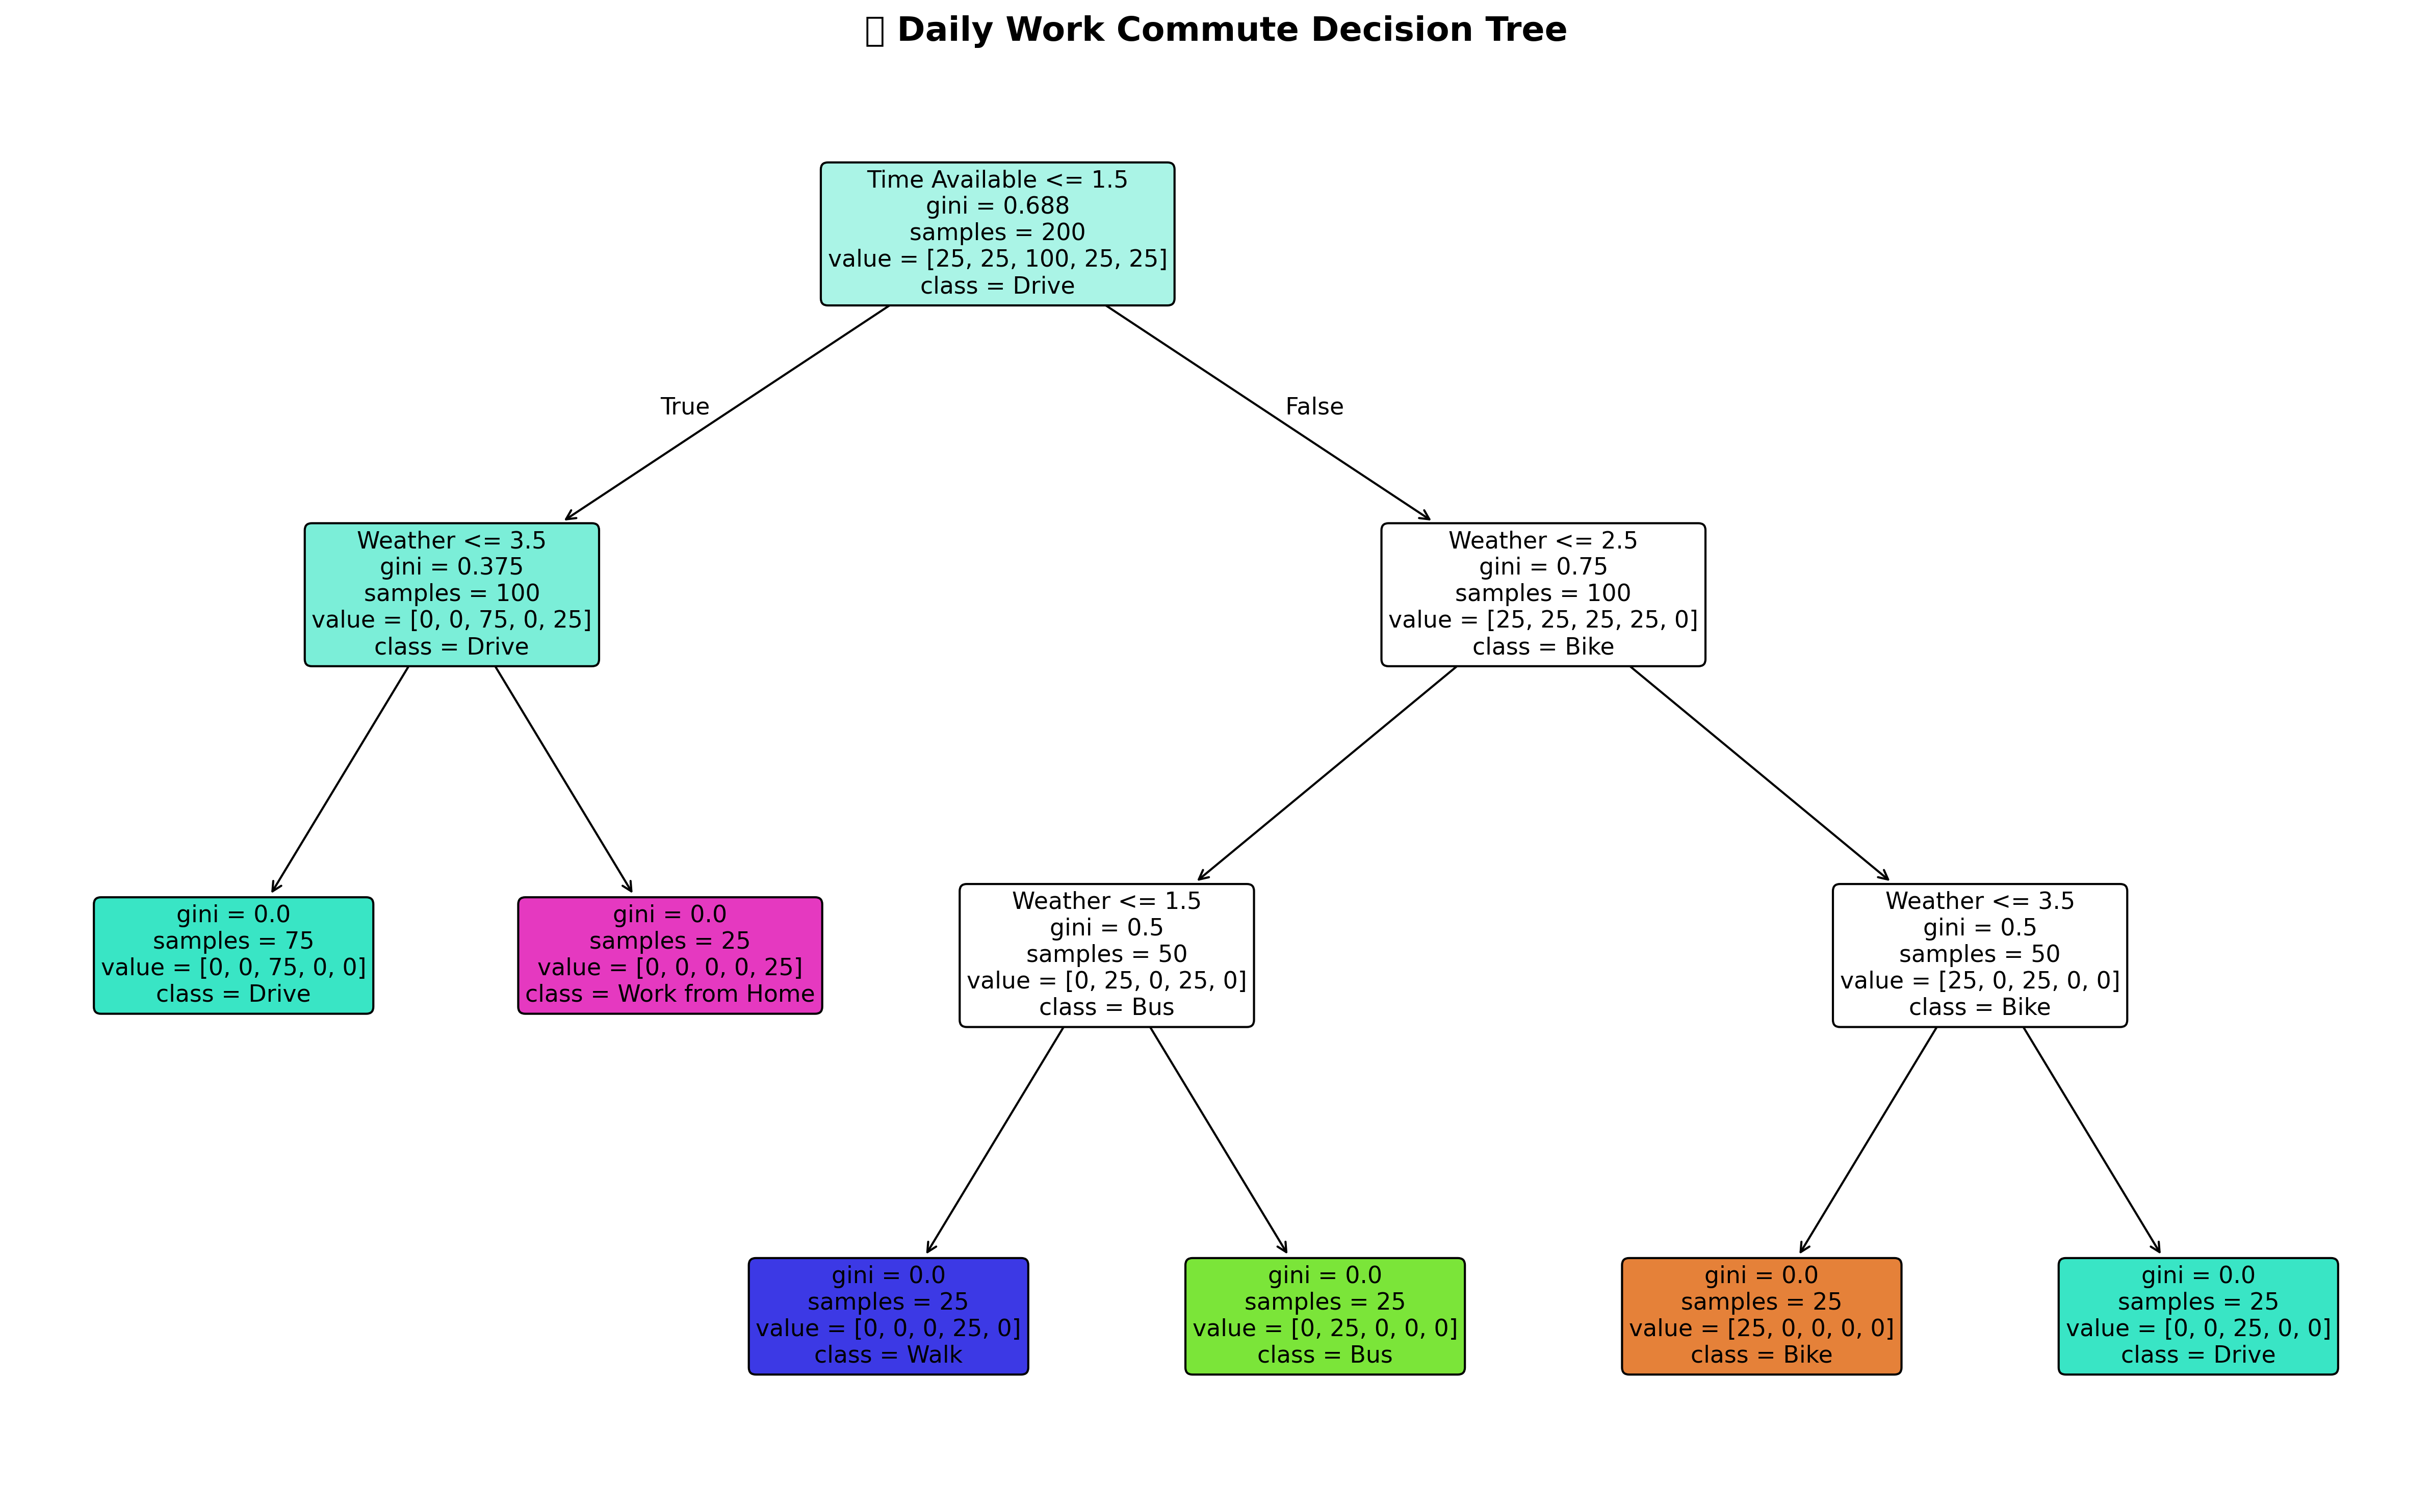 Daily Work Commute Decision Tree
Time Available <= 1.5
gini = 0.688
samples = 200
value = [25, 25, 100, 25, 25]
class = Drive
True
False
Weather <= 3.5
gini = 0.375
samples = 100
value = [0, 0, 75, 0, 25]
class = Drive
Weather <= 2.5
gini = 0.75
samples = 100
value = [25, 25, 25, 25, 0]
class = Bike
gini = 0.0
samples = 75
value = [0, 0, 75, 0, 0]
class = Drive
gini = 0.0
samples = 25
value = [0, 0, 0, 0, 25]
class = Work from Home
Weather <= 1.5
gini = 0.5
samples = 50
value = [0, 25, 0, 25, 0]
class = Bus
Weather <= 3.5
gini = 0.5
samples = 50
value = [25, 0, 25, 0, 0]
class = Bike
gini = 0.0
samples = 25
value = [0, 0, 0, 25, 0]
class = Walk
gini = 0.0
samples = 25
value = [0, 25, 0, 0, 0]
class = Bus
gini = 0.0
samples = 25
value = [25, 0, 0, 0, 0]
class = Bike
gini = 0.0
samples = 25
value = [0, 0, 25, 0, 0]
class = Drive